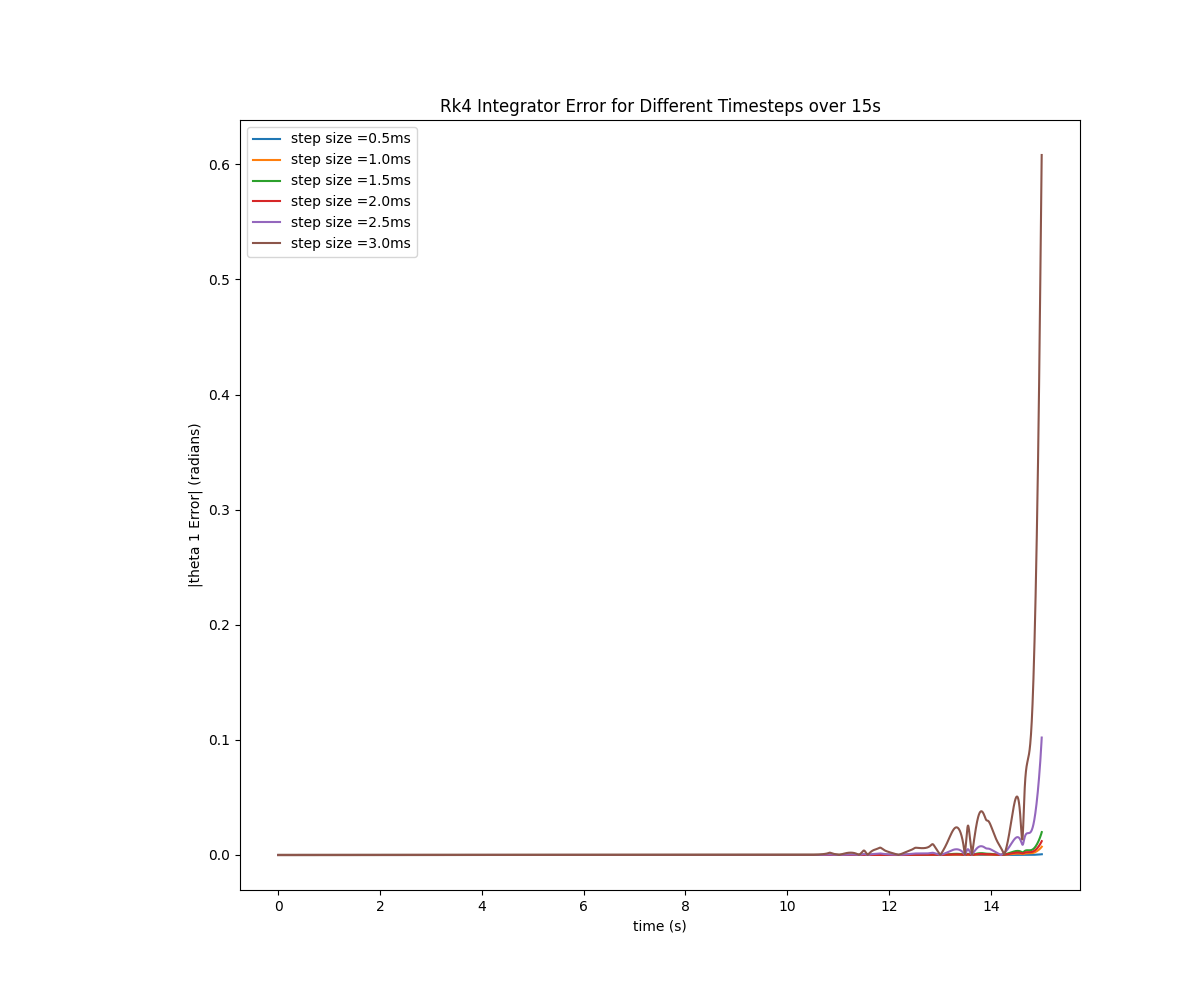 Rk4 Integrator Error for Different Timesteps over 15s
step size =0.5ms
step size =1.0ms
step size =1.5ms
step size =2.0ms
step size =2.5ms
step size =3.0ms
0.6
0.5
0.4
0.3
0.2
0.1
0.0
|theta 1 Error| (radians)
0 2 4 6 8 10 12 14
time (s)